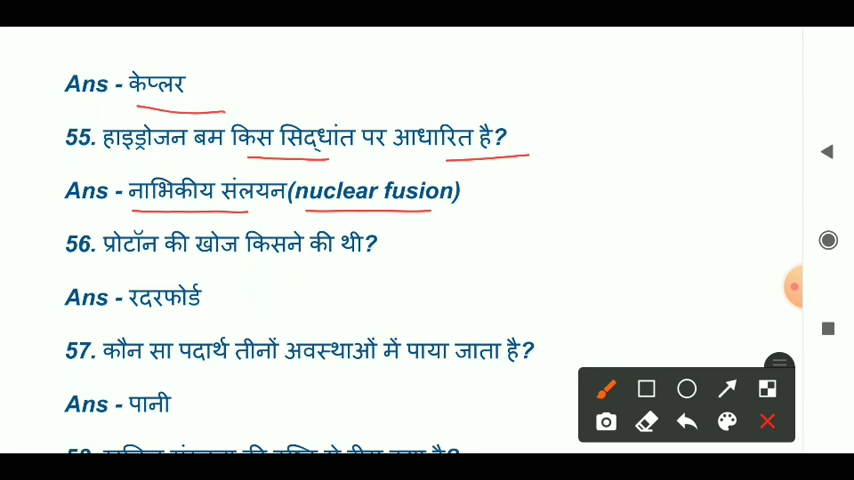 Ans - केप्लर
55. हाइड्रोजन बम किस सिद्धांत पर आधारित है?
Ans - नाभिकीय संलयन(nuclear fusion)
56. प्रोटॉन की खोज किसने की थी?
Ans - रदरफोर्ड
57. कौन सा पदार्थ तीनों अवस्थाओं में पाया जाता है?
Ans - पानी